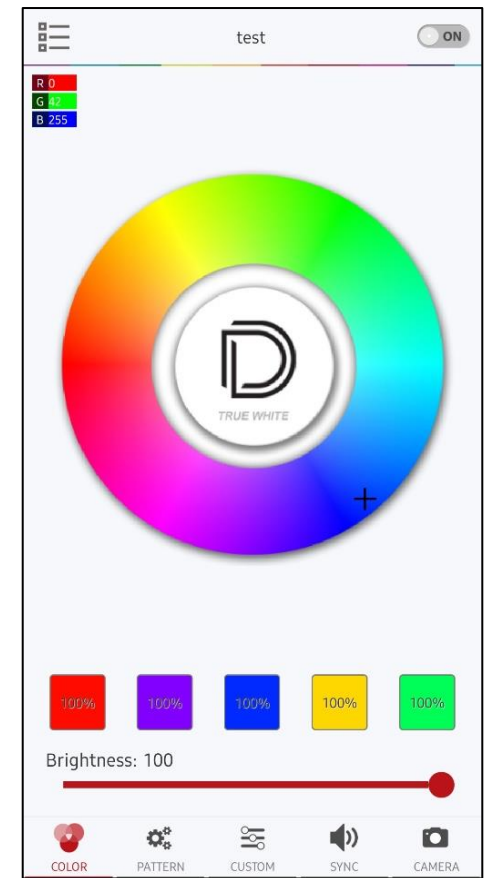 test
ON
R 0
G 42
B 255
D
TRUE WHITE
100% 100% 100% 100% 100%
Brightness: 100
COLOR PATTERN CUSTOM SYNC CAMERA